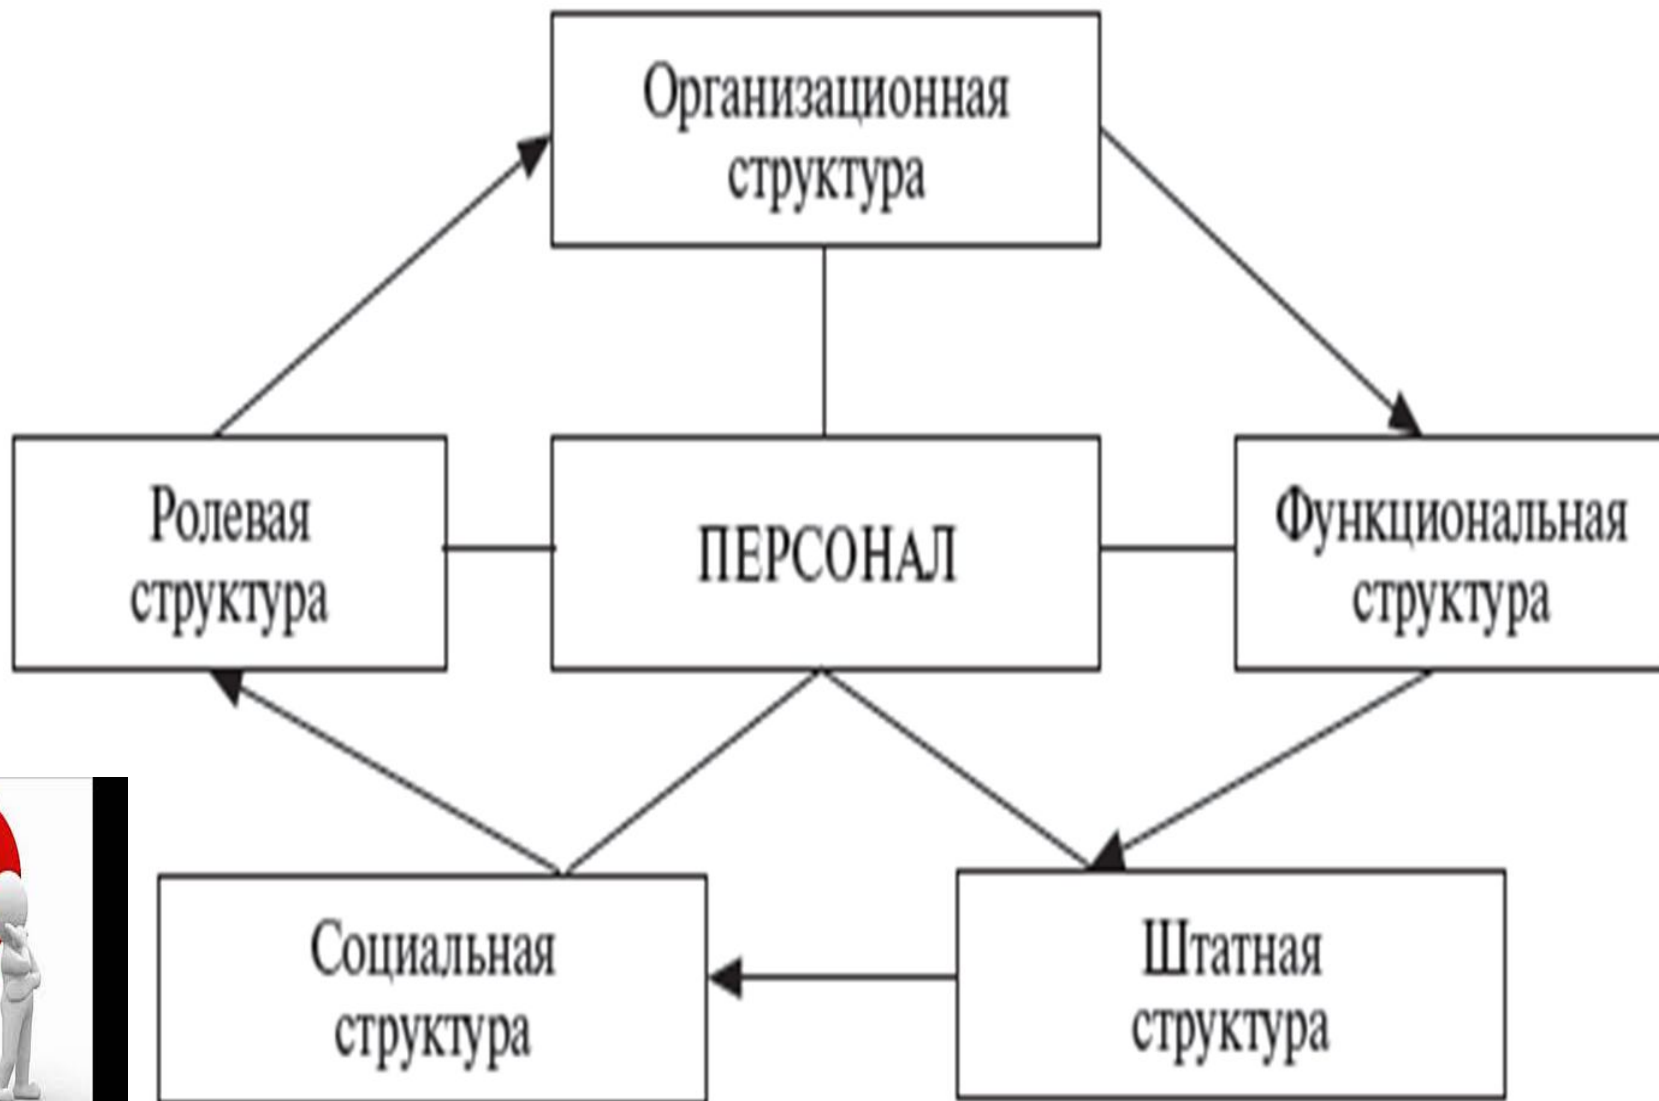 Организационная
структура
Ролевая
структура
ПЕРСОНАЛ
Функциональная
структура
Социальная
структура
Штатная
структура